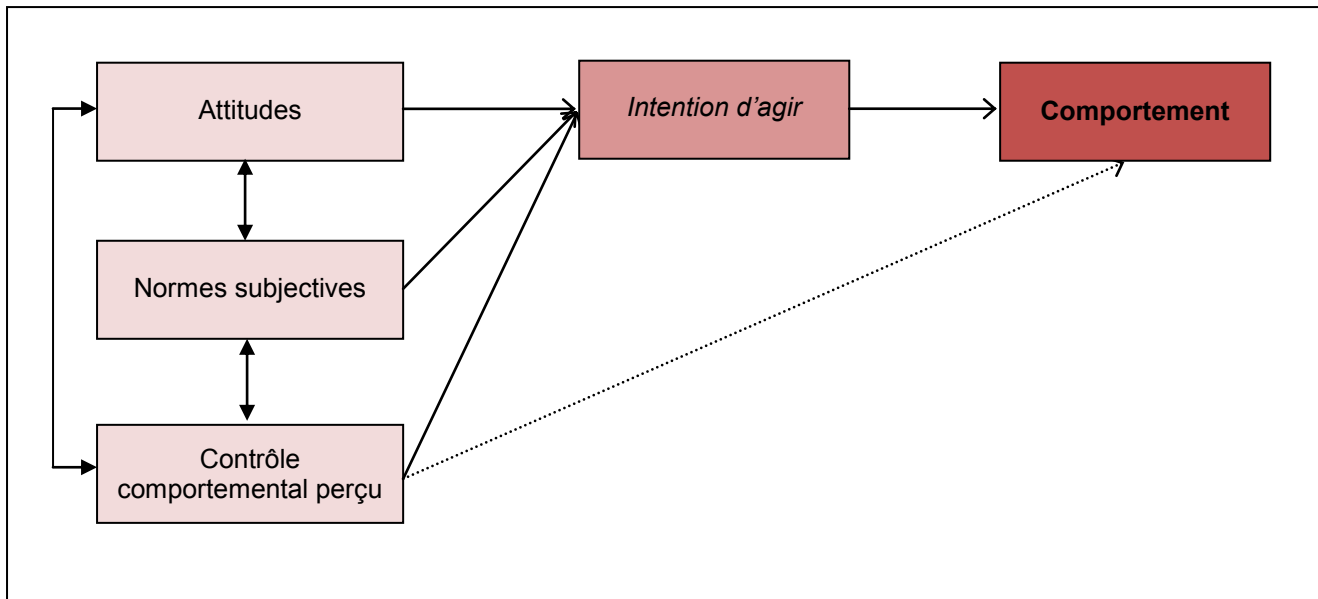 Attitudes
Intention d'agir
Comportement
Normes subjectives
Contrôle
comportemental perçu